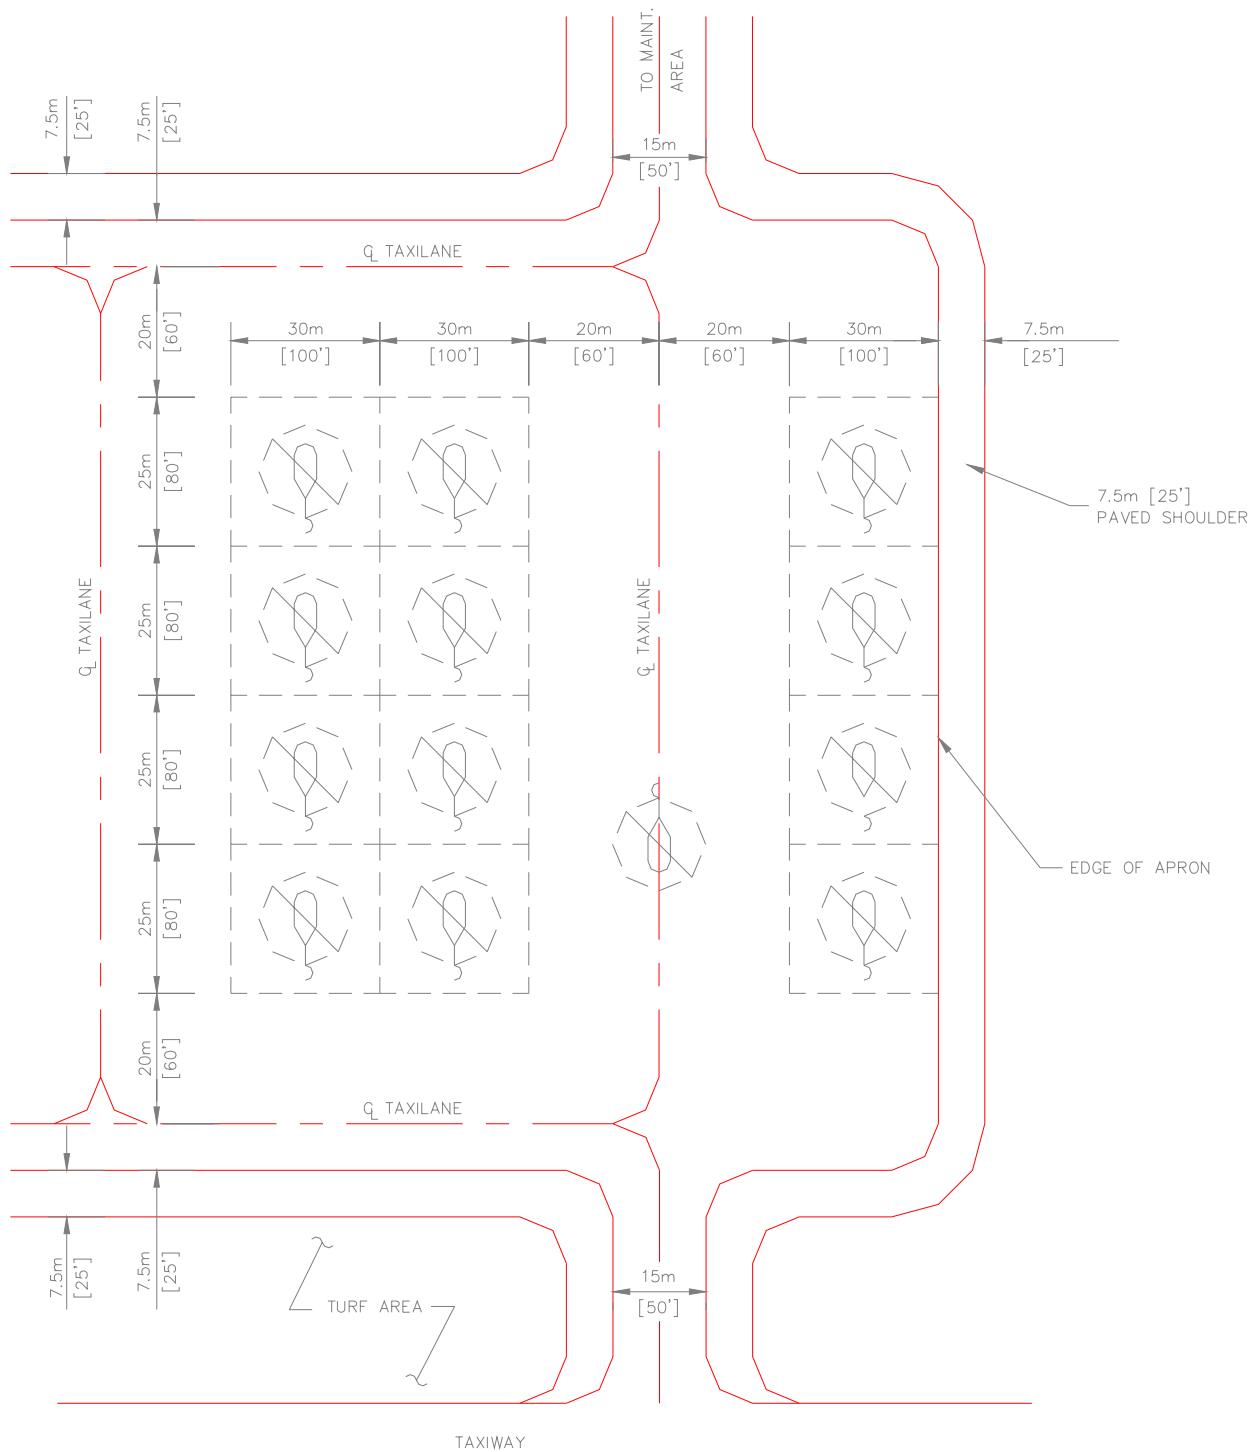 TO MAINT.
AREA
7.5m
[25']
7.5m
[25']
15m
[50']
℄ TAXILANE
20m
[60']
30m
[100']
30m
[100']
20m
[60']
20m
[60']
30m
[100']
7.5m
[25']
25m
[80']
7.5m [25']
PAVED SHOULDER
℄ TAXILANE
25m
[80']
℄ TAXILANE
25m
[80']
EDGE OF APRON
25m
[80']
20m
[60']
℄ TAXILANE
7.5m
[25']
7.5m
[25']
15m
[50']
TURF AREA
TAXIWAY